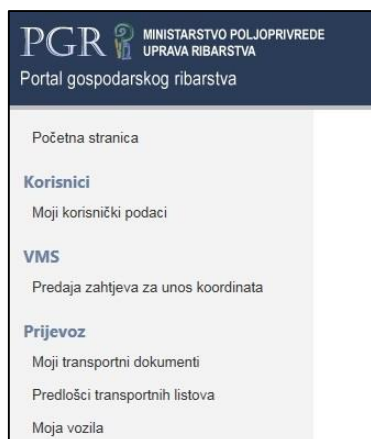 PGR MINISTARSTVO POLJOPRIVREDE
UPRAVA RIBARSTVA
Portal gospodarskog ribarstva
Početna stranica
Korisnici
Moji korisnički podaci
VMS
Predaja zahtjeva za unos koordinata
Prijevoz
Moji transportni dokumenti
Predlošci transportnih listova
Moja vozila